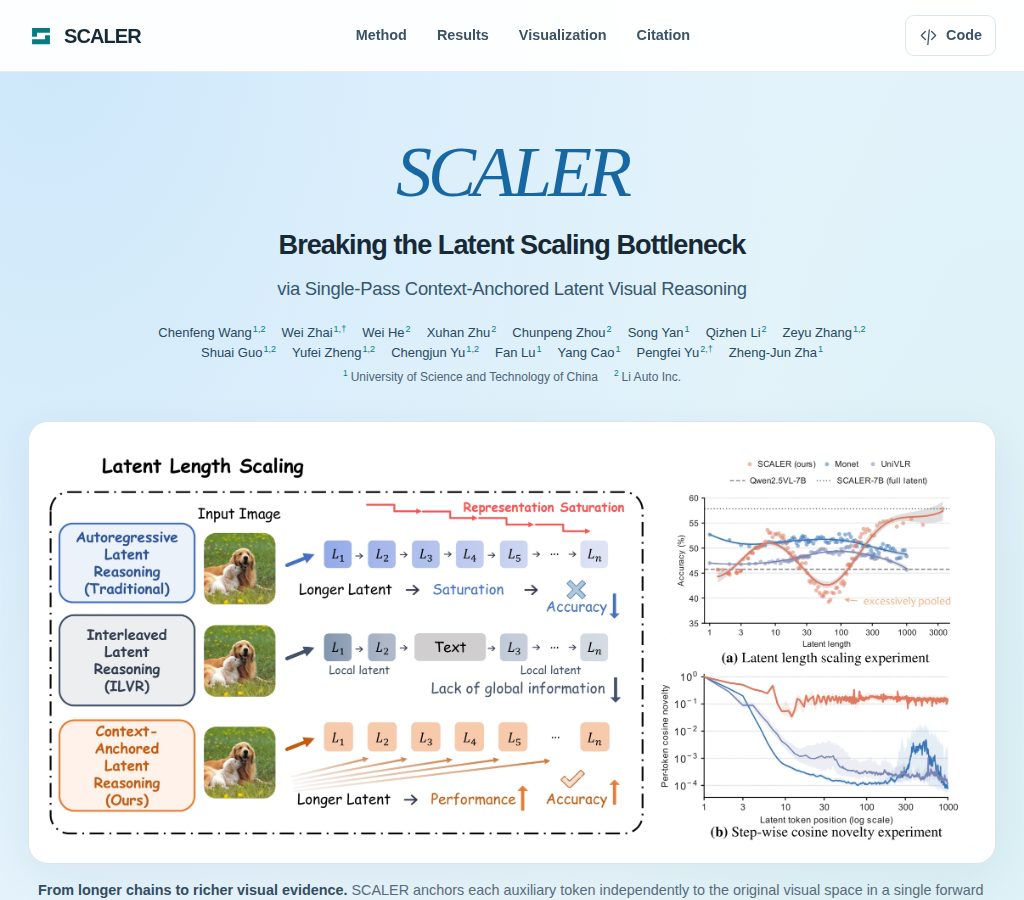 SCALER
Method Results Visualization Citation
Code
SCALER
Breaking the Latent Scaling Bottleneck
via Single-Pass Context-Anchored Latent Visual Reasoning
Chenfeng Wang1,2 Wei Zhai1,† Wei He2 Xuhan Zhu2 Chunpeng Zhou2 Song Yan1 Qizhen Li2 Zeyu Zhang1,2
Shuai Guo1,2 Yufei Zheng1,2 Chengjun Yu1,2 Fan Lu1 Yang Cao1 Pengfei Yu2,† Zheng-Jun Zha1
1 University of Science and Technology of China 2 Li Auto Inc.
Latent Length Scaling
Input Image
Representation Saturation
Autoregressive
Latent
Reasoning
(Traditional)
L1 L2 L3 L4 L5 ... Ln
Longer Latent Saturation
Accuracy
Interleaved
Latent
Reasoning
(ILVR)
L1 L2 Text L3 ... Ln
Local latent Local latent
Lack of global information
Context-
Anchored
Latent
Reasoning
(Ours)
L1 L2 L3 L4 L5 ... Ln
Longer Latent Performance Accuracy
SCALER (ours) Monet UniVLR
Qwen2.5VL-7B SCALER-7B (full latent)
Accuracy (%)
60
55
50
45
40
35
excessively pooled
1 3 10 30 100 300 1000 3000
Latent length
(a) Latent length scaling experiment
Per-token cosine novelty
10^0
10^-1
10^-2
10^-3
10^-4
1 3 10 30 100 300 1000
Latent token position (log scale)
(b) Step-wise cosine novelty experiment
From longer chains to richer visual evidence. SCALER anchors each auxiliary token independently to the original visual space in a single forward